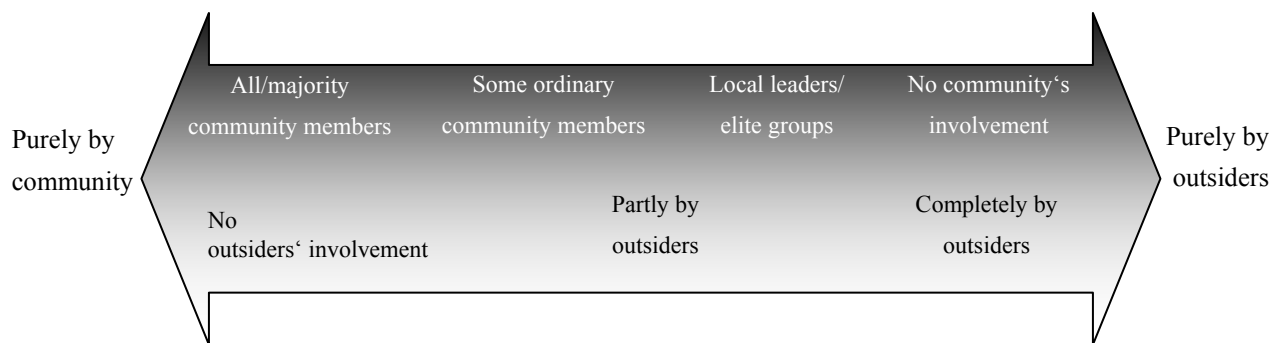 Purely by
community
All/majority
community members
Some ordinary
community members
Local leaders/
elite groups
No community‘s
involvement
No
outsiders‘ involvement
Partly by
outsiders
Completely by
outsiders
Purely by
outsiders